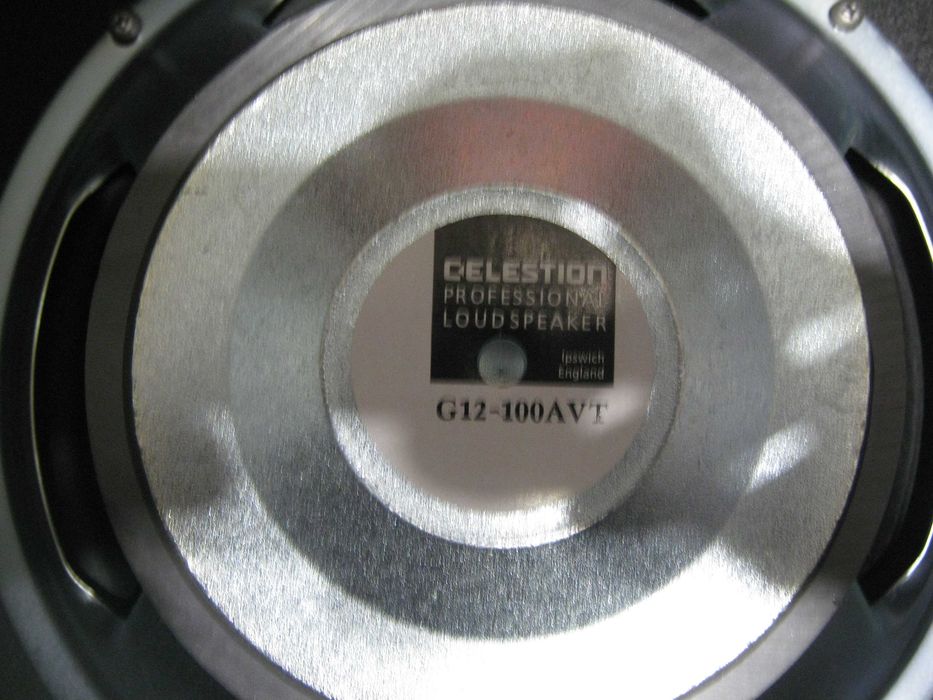 CELESTION
PROFESSIONAL
LOUDSPEAKER
Ipswich
England
G12-100AVT